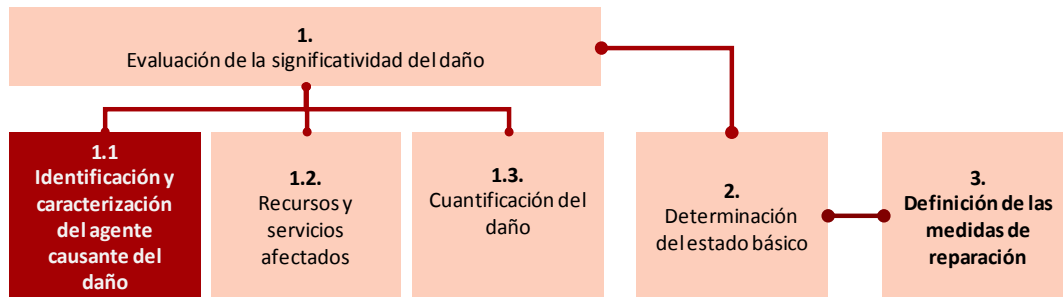 1.
Evaluación de la significatividad del daño
1.1
Identificación y
caracterización
del agente
causante del
daño
1.2.
Recursos y
servicios
afectados
1.3.
Cuantificación del
daño
2.
Determinación
del estado básico
3.
Definición de las
medidas de
reparación